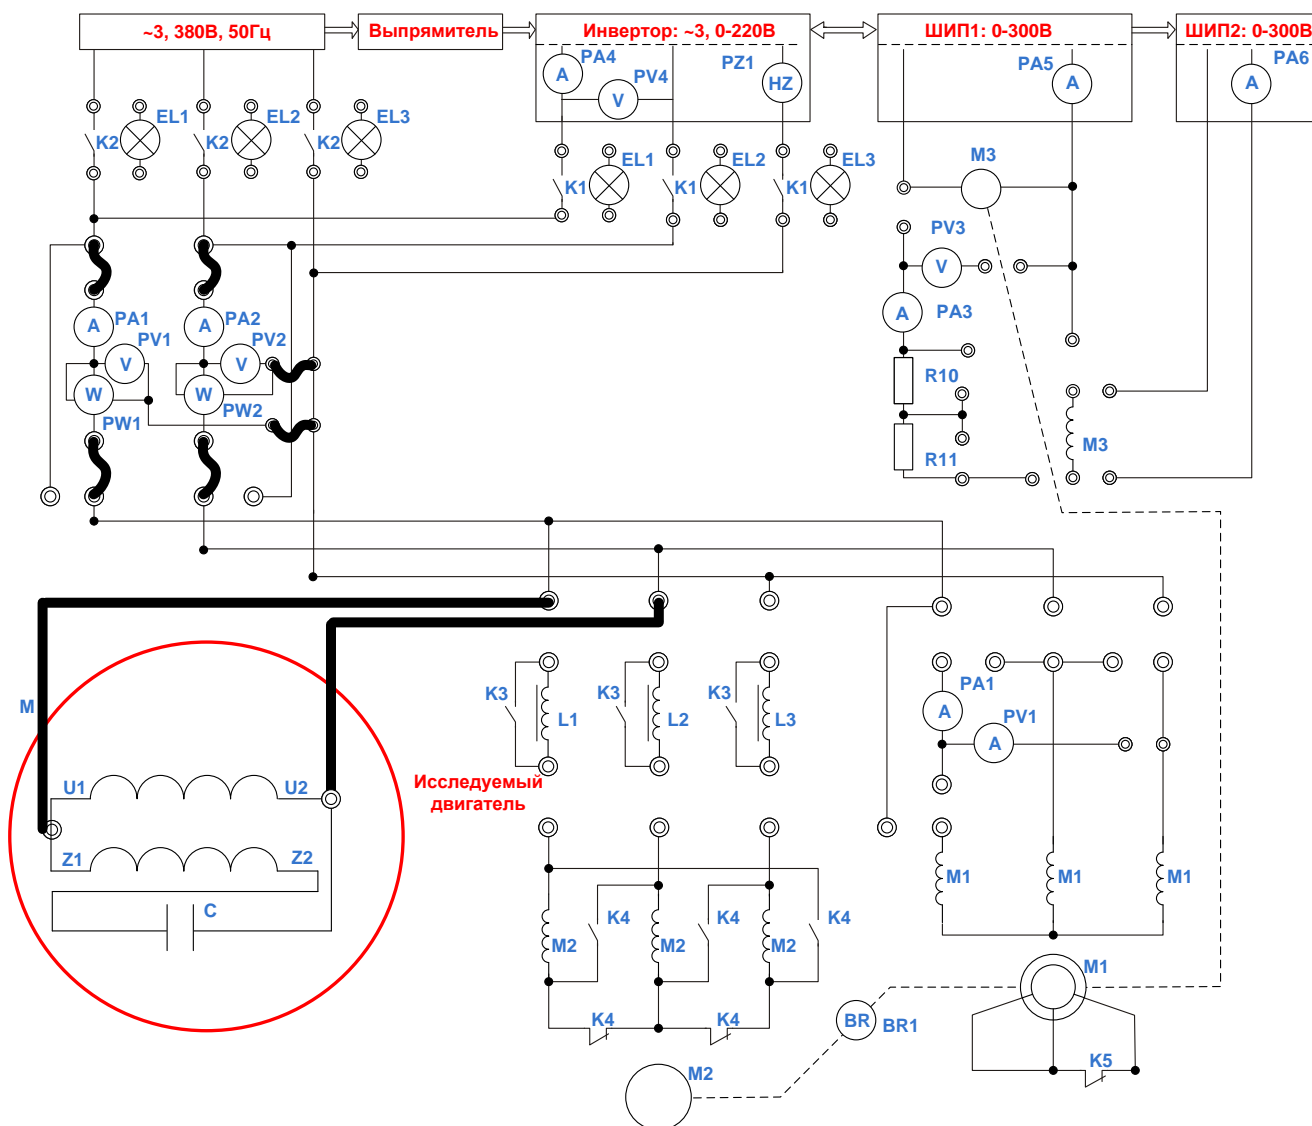 ~3, 380В, 50Гц
Выпрямитель
Инвертор: ~3, 0-220В
ШИП1: 0-300В
ШИП2: 0-300В
PA4
A
PV4
V
PZ1
HZ
PA5
A
PA6
A
K2
EL1
K2
EL2
K2
EL3
K1
EL1
K1
EL2
K1
EL3
M3
PV3
V
A
PA3
A
PA1
A
PA2
PV1
V
PV2
V
W
PW1
W
PW2
R10
R11
M3
M
K3
L1
K3
L2
K3
L3
PA1
A
PV1
A
Исследуемый
двигатель
U1
U2
Z1
Z2
C
M2
K4
M2
K4
M2
K4
K4
K4
M1
M1
M1
M1
BR
BR1
K5
M2